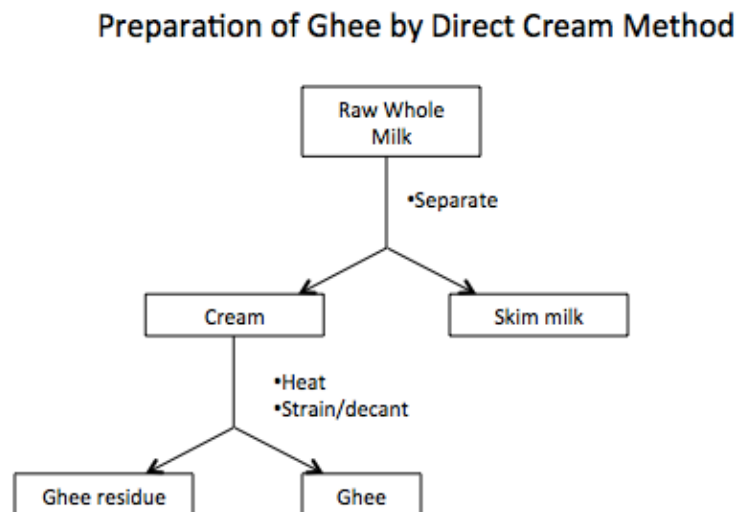 Preparation of Ghee by Direct Cream Method
Raw Whole
Milk
•Separate
Cream
Skim milk
•Heat
•Strain/decant
Ghee residue
Ghee